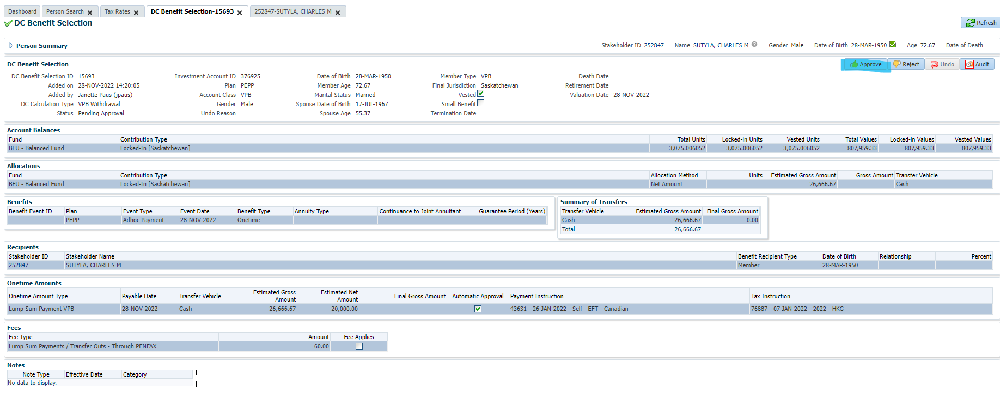 Dashboard Person Search Tax Rates DC Benefit Selection-15693 252847-SUTYLA, CHARLES M
DC Benefit Selection Refresh
Person Summary Stakeholder ID 252847 Name SUTYLA, CHARLES M Gender Male Date of Birth 28-MAR-1950 Age 72.67 Date of Death
DC Benefit Selection Approve Reject Undo Audit
DC Benefit Selection ID 15693 Investment Account ID 376925 Date of Birth 28-MAR-1950 Member Type VPB Death Date
Added on 28-NOV-2022 14:20:05 Plan PEPP Member Age 72.67 Final Jurisdiction Saskatchewan Retirement Date
Added by Janette Paus (jpaus) Account Class VPB Marital Status Married Vested Valuation Date 28-NOV-2022
DC Calculation Type VPB Withdrawal Gender Male Spouse Date of Birth 17-JUL-1967 Small Benefit
Status Pending Approval Undo Reason Spouse Age 55.37 Termination Date
Account Balances
Fund Contribution Type Total Units Locked-in Units Vested Units Total Values Locked-in Values Vested Values
BFU - Balanced Fund Locked-In [Saskatchewan] 3,075.006052 3,075.006052 3,075.006052 807,959.33 807,959.33 807,959.33
Allocations
Fund Contribution Type Allocation Method Units Estimated Gross Amount Gross Amount Transfer Vehicle
BFU - Balanced Fund Locked-In [Saskatchewan] Net Amount 26,666.67 Cash
Benefits
Benefit Event ID Plan Event Type Event Date Benefit Type Annuity Type Continuance to Joint Annuitant Guarantee Period (Years)
PEPP Adhoc Payment 28-NOV-2022 Onetime
Summary of Transfers
Transfer Vehicle Estimated Gross Amount Final Gross Amount
Cash 26,666.67 0.00
Total 26,666.67
Recipients
Stakeholder ID Stakeholder Name Benefit Recipient Type Date of Birth Relationship Percent
252847 SUTYLA, CHARLES M Member 28-MAR-1950
Onetime Amounts
Onetime Amount Type Payable Date Transfer Vehicle Estimated Gross Amount Estimated Net Amount Final Gross Amount Automatic Approval Payment Instruction Tax Instruction
Lump Sum Payment VPB 28-NOV-2022 Cash 26,666.67 20,000.00 43631 - 26-JAN-2022 - Self - EFT - Canadian 76887 - 07-JAN-2022 - 2022 - HKG
Fees
Fee Type Amount Fee Applies
Lump Sum Payments / Transfer Outs - Through PENFAX 60.00
Notes
Note Type Effective Date Category
No data to display.